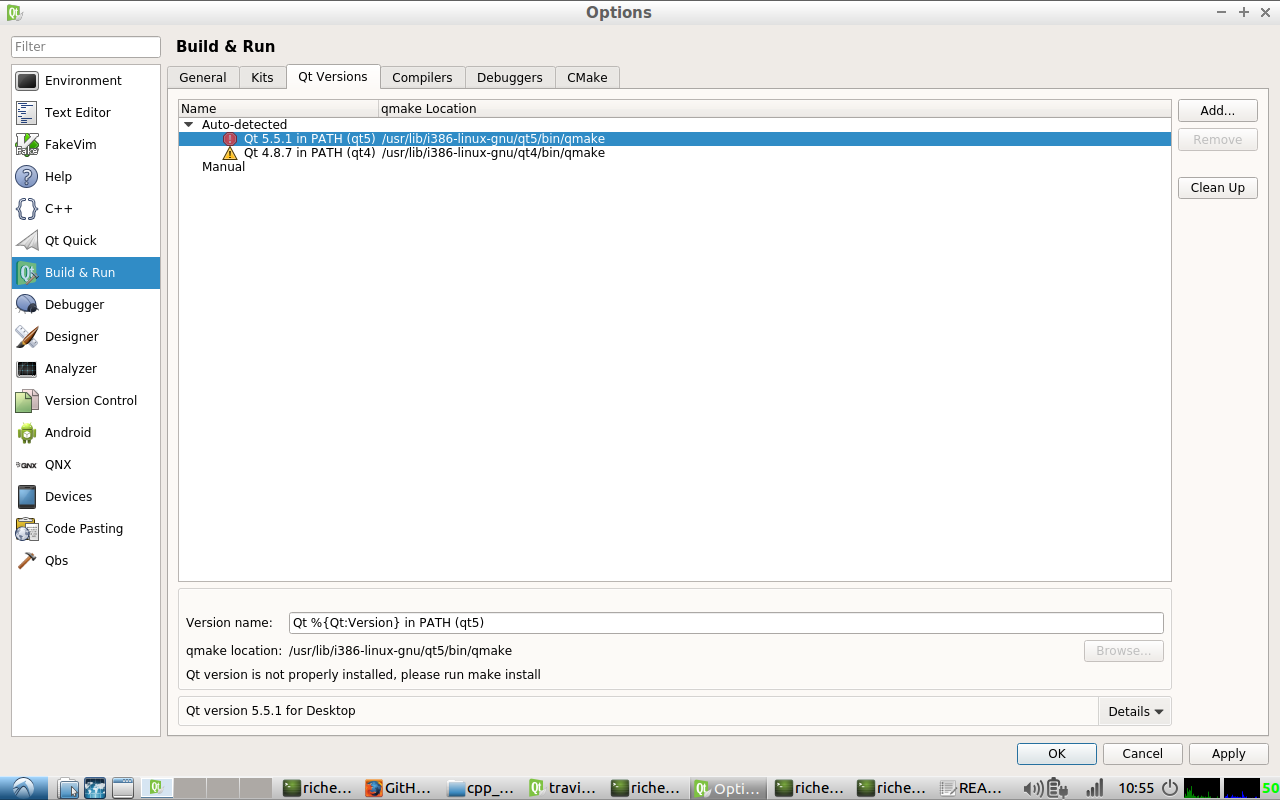 Options
Filter
Build & Run
Environment
Text Editor
FakeVim
Help
C++
Qt Quick
Build & Run
Debugger
Designer
Analyzer
Version Control
Android
QNX
Devices
Code Pasting
Qbs
General Kits Qt Versions Compilers Debuggers CMake
Name qmake Location
Auto-detected
Qt 5.5.1 in PATH (qt5) /usr/lib/i386-linux-gnu/qt5/bin/qmake
Qt 4.8.7 in PATH (qt4) /usr/lib/i386-linux-gnu/qt4/bin/qmake
Manual
Add...
Remove
Clean Up
Version name: Qt %{Qt:Version} in PATH (qt5)
qmake location: /usr/lib/i386-linux-gnu/qt5/bin/qmake Browse...
Qt version is not properly installed, please run make install
Qt version 5.5.1 for Desktop Details
OK Cancel Apply
riche... GitH... cpp_... travi... riche... Opti... riche... riche... REA... 10:55 50